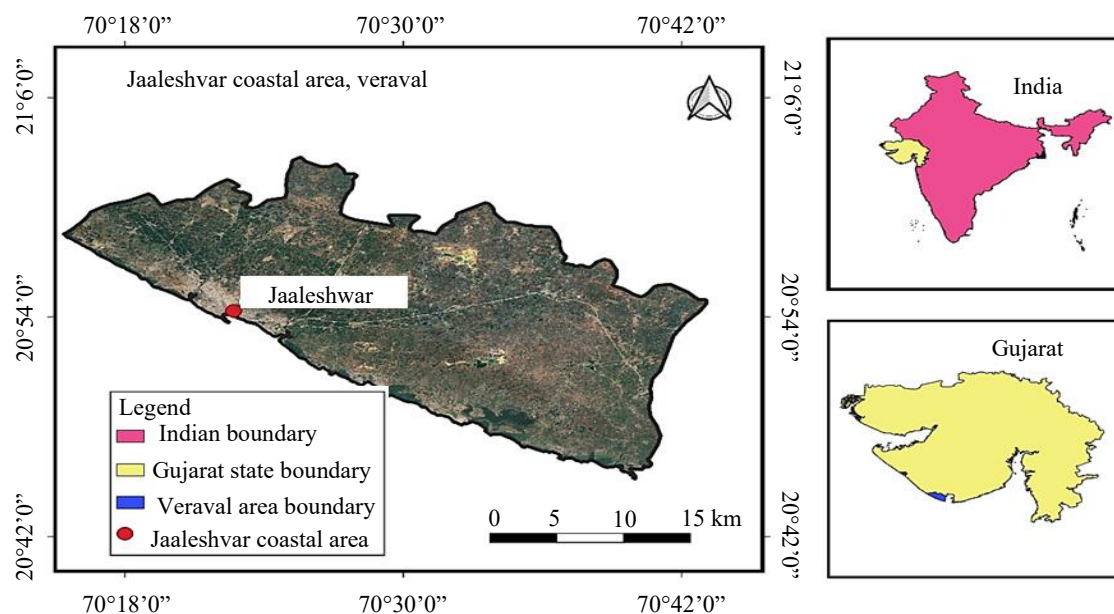 70°18’0”
70°30’0”
70°42’0”
Jaaleshvar coastal area, veraval
21°6’0”
21°6’0”
India
Jaaleshwar
20°54’0”
20°54’0”
Gujarat
Legend
Indian boundary
Gujarat state boundary
Veraval area boundary
Jaaleshvar coastal area
0 5 10 15 km
20°42’0”
20°42’0”
70°18’0”
70°30’0”
70°42’0”